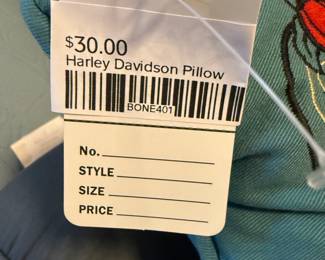 $30.00
Harley Davidson Pillow
BONE401
No.
STYLE
SIZE
PRICE